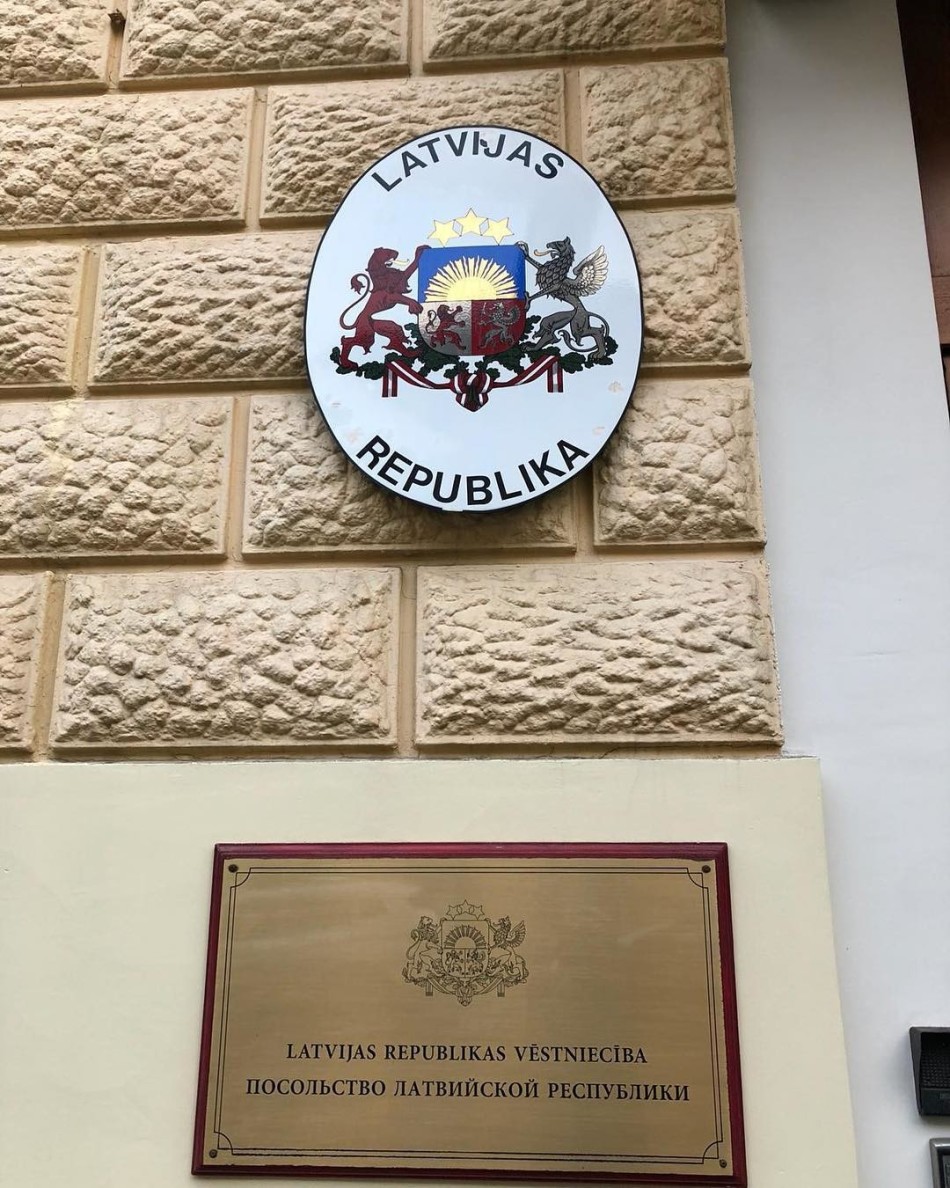 LATVIJAS
REPUBLIKA
LATVIJAS REPUBLIKAS VĒSTNIECĪBA
ПОСОЛЬСТВО ЛАТВИЙСКОЙ РЕСПУБЛИКИ